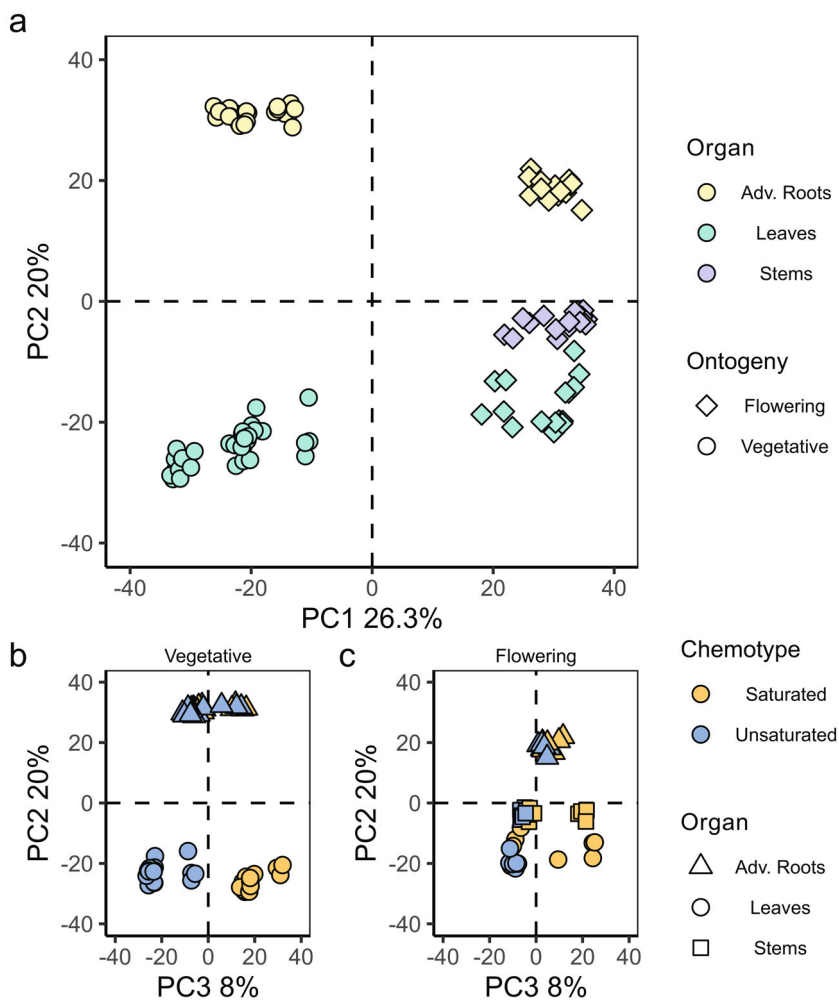 a
40
20
0
-20
-40
PC2 20%
-40
-20
0
20
40
PC1 26.3%
Organ
Adv. Roots
Leaves
Stems
Ontogeny
Flowering
Vegetative
b
Vegetative
40
20
0
-20
-40
PC2 20%
-40
-20
0
20
40
PC3 8%
c
Flowering
40
20
0
-20
-40
PC2 20%
-40
-20
0
20
40
PC3 8%
Chemotype
Saturated
Unsaturated
Organ
Adv. Roots
Leaves
Stems